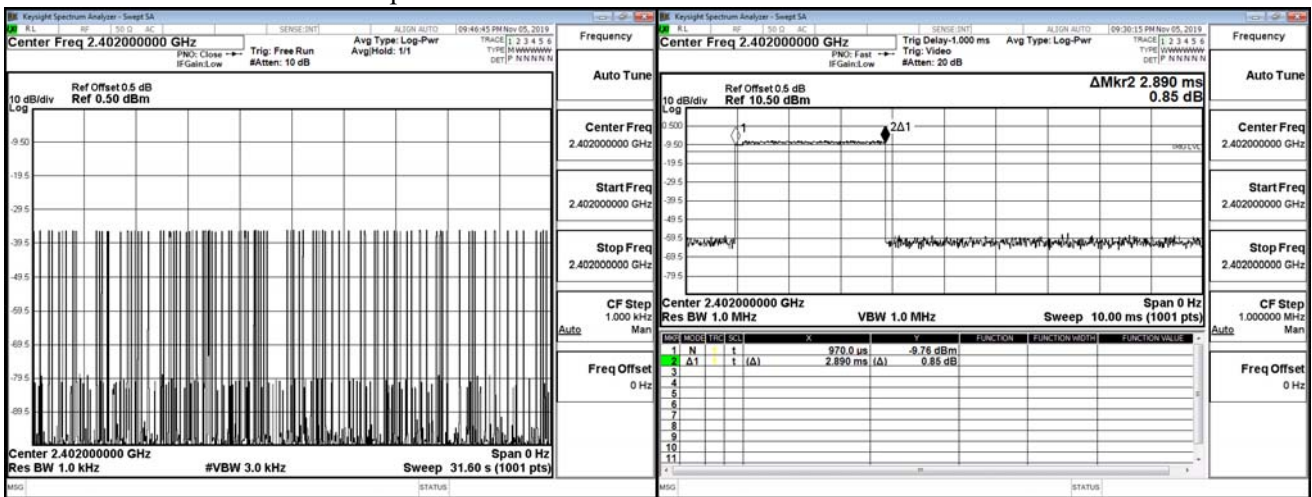 Keysight Spectrum Analyzer - Swept SA
RL RF 50 Ω AC SENSE:INT ALIGN AUTO 09:46:45 PM Nov 05, 2019
Center Freq 2.402000000 GHz
PNO: Close
IFGain:Low
Trig: Free Run
#Atten: 10 dB
Avg Type: Log-Pwr
Avg|Hold: 1/1
TRACE 1 2 3 4 5 6
TYPE MWWWWW
DET P NNNNN
Ref Offset 0.5 dB
10 dB/div Ref 0.50 dBm
Log
-9.50
-19.5
-29.5
-39.5
-49.5
-59.5
-69.5
-79.5
-89.5
Center 2.402000000 GHz Span 0 Hz
Res BW 1.0 kHz #VBW 3.0 kHz Sweep 31.60 s (1001 pts)
MSG STATUS
Frequency
Auto Tune
Center Freq
2.402000000 GHz
Start Freq
2.402000000 GHz
Stop Freq
2.402000000 GHz
CF Step
1.000 kHz
Auto Man
Freq Offset
0 Hz
Keysight Spectrum Analyzer - Swept SA
RL RF 50 Ω AC SENSE:INT ALIGN AUTO 09:30:15 PM Nov 05, 2019
Center Freq 2.402000000 GHz
PNO: Fast
IFGain:Low
Trig Delay-1.000 ms
Trig: Video
#Atten: 20 dB
Avg Type: Log-Pwr
TRACE 1 2 3 4 5 6
TYPE WWWWWW
DET P NNNNN
ΔMkr2 2.890 ms
0.85 dB
Ref Offset 0.5 dB
10 dB/div Ref 10.50 dBm
Log
0.500
-9.50
-19.5
-29.5
-39.5
-49.5
-59.5
-69.5
-79.5
1
2Δ1
TRIG LVL
Center 2.402000000 GHz Span 0 Hz
Res BW 1.0 MHz VBW 1.0 MHz Sweep 10.00 ms (1001 pts)
MKR MODE TRC SCL X Y FUNCTION FUNCTION WIDTH FUNCTION VALUE
1 N t 970.0 µs -9.76 dBm
2 Δ1 t (Δ) 2.890 ms (Δ) 0.85 dB
3
4
5
6
7
8
9
10
11
MSG STATUS
Frequency
Auto Tune
Center Freq
2.402000000 GHz
Start Freq
2.402000000 GHz
Stop Freq
2.402000000 GHz
CF Step
1.000000 MHz
Auto Man
Freq Offset
0 Hz